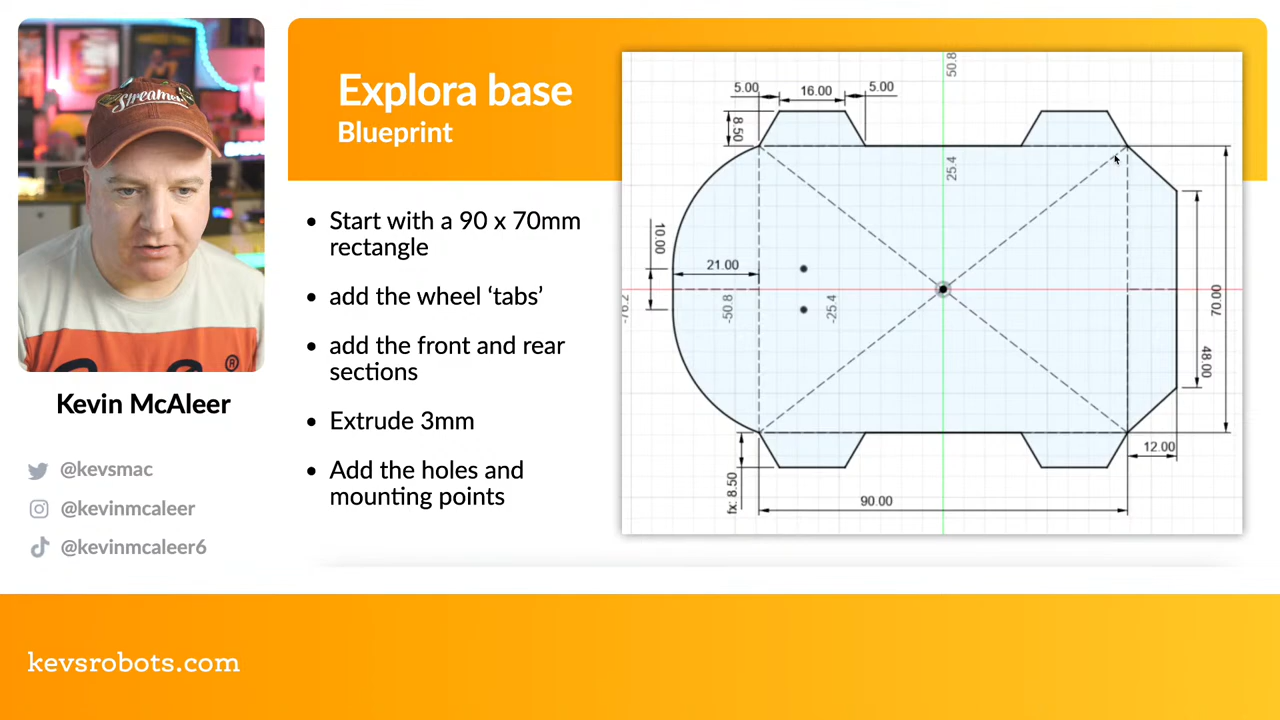 Streamer
®
Kevin McAleer
@kevsmac
@kevinmcaleer
@kevinmcaleer6
Explora base
Blueprint
• Start with a 90 x 70mm
rectangle
• add the wheel ‘tabs’
• add the front and rear
sections
• Extrude 3mm
• Add the holes and
mounting points
50.8
5.00
16.00
5.00
8.50
25.4
10.00
21.00
-76.2
-50.8
-25.4
70.00
48.00
12.00
fx: 8.50
90.00
kevsrobots.com